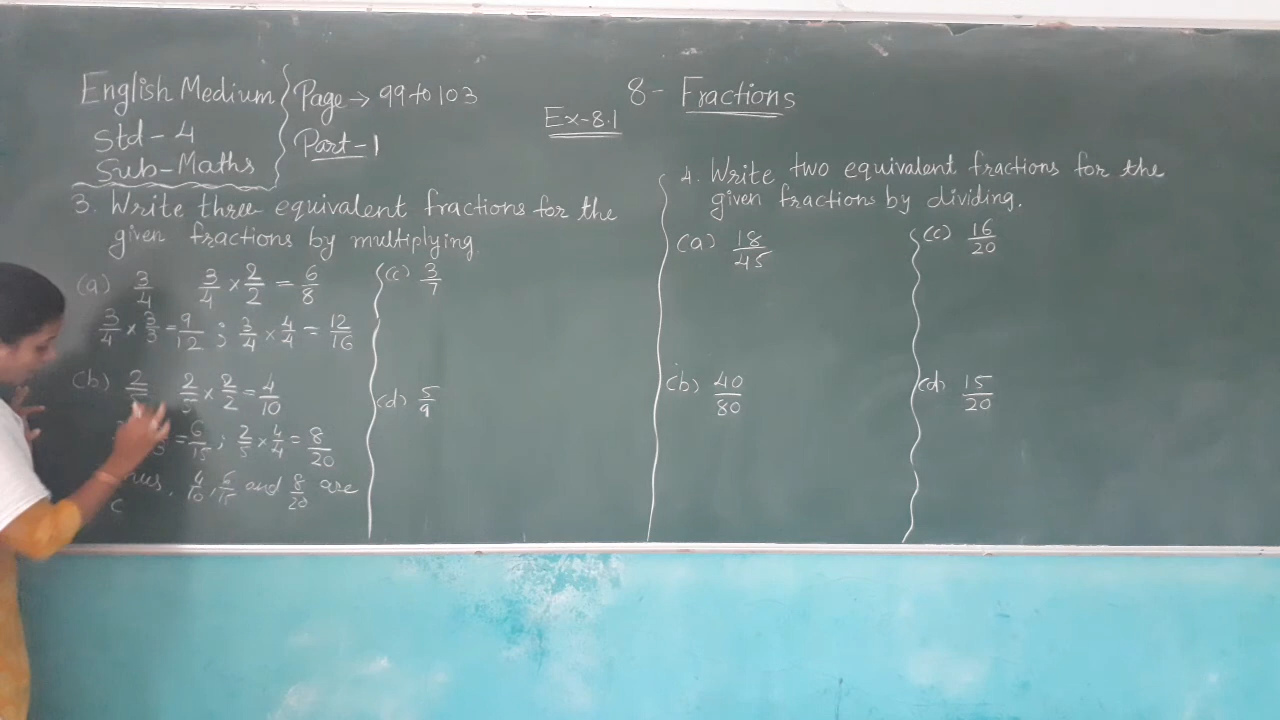 English Medium
Std-4
Sub-Maths
Page→ 99 to 103
Part-1
8- Fractions
Ex-8.1
3. Write three equivalent fractions for the
given fractions by multiplying.
(a) 3/4 3/4 × 2/2 = 6/8
3/4 × 3/3 = 9/12 ; 3/4 × 4/4 = 12/16
(b) 2/ 2/5 × 2/2 = 4/10
= 6/15 ; 2/5 × 4/4 = 8/20
4/10, 6/15 and 8/20 are
(c) 3/7
(d) 5/9
4. Write two equivalent fractions for the
given fractions by dividing.
(a) 18/45
(b) 40/80
(c) 16/20
(d) 15/20